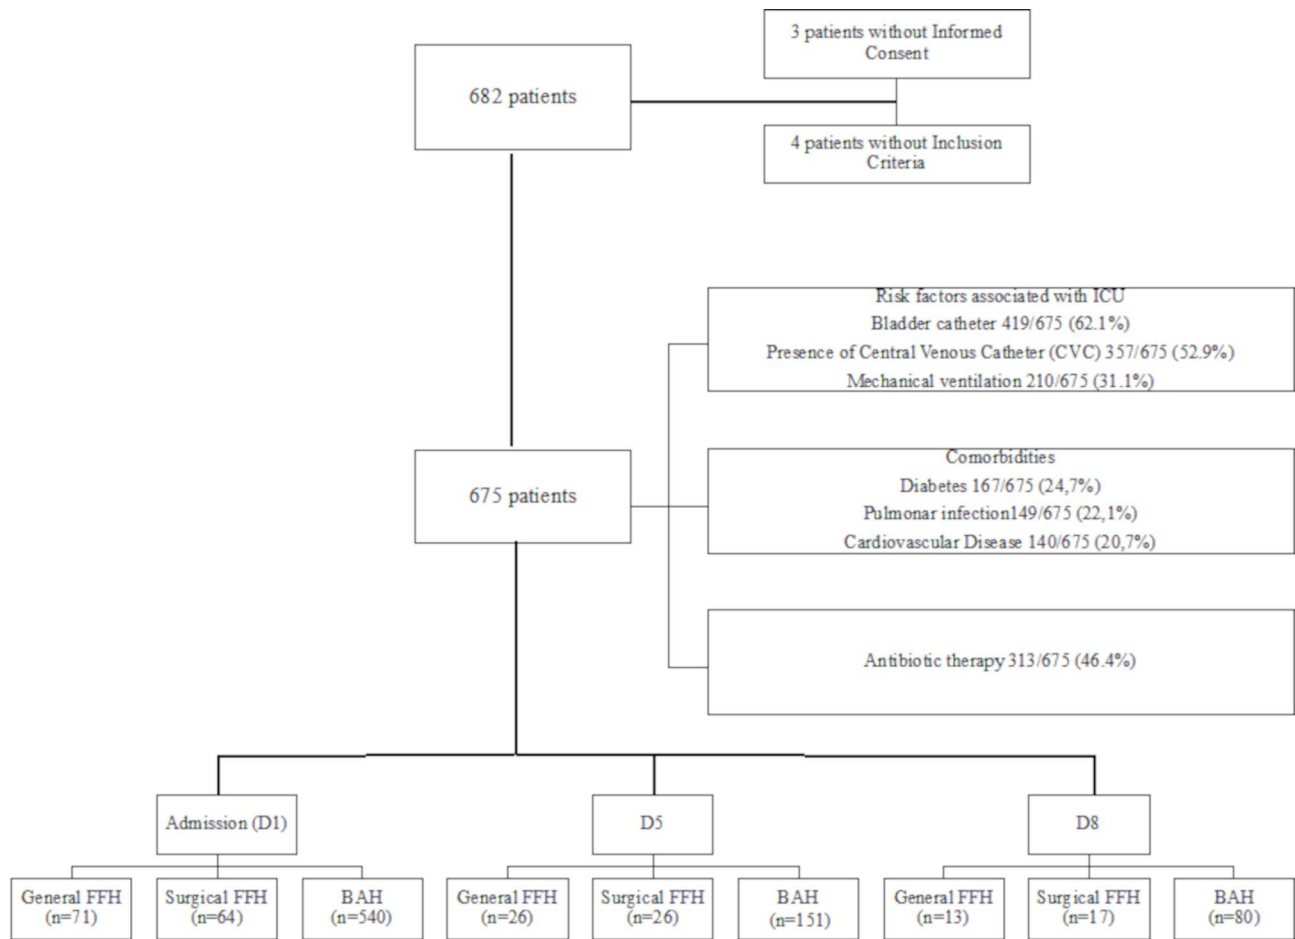 3 patients without Informed
Consent
682 patients
4 patients without Inclusion
Criteria
Risk factors associated with ICU
Bladder catheter 419/675 (62.1%)
Presence of Central Venous Catheter (CVC) 357/675 (52.9%)
Mechanical ventilation 210/675 (31.1%)
675 patients
Comorbidities
Diabetes 167/675 (24,7%)
Pulmonar infection149/675 (22,1%)
Cardiovascular Disease 140/675 (20,7%)
Antibiotic therapy 313/675 (46.4%)
Admission (D1)
D5
D8
General FFH
(n=71)
Surgical FFH
(n=64)
BAH
(n=540)
General FFH
(n=26)
Surgical FFH
(n=26)
BAH
(n=151)
General FFH
(n=13)
Surgical FFH
(n=17)
BAH
(n=80)